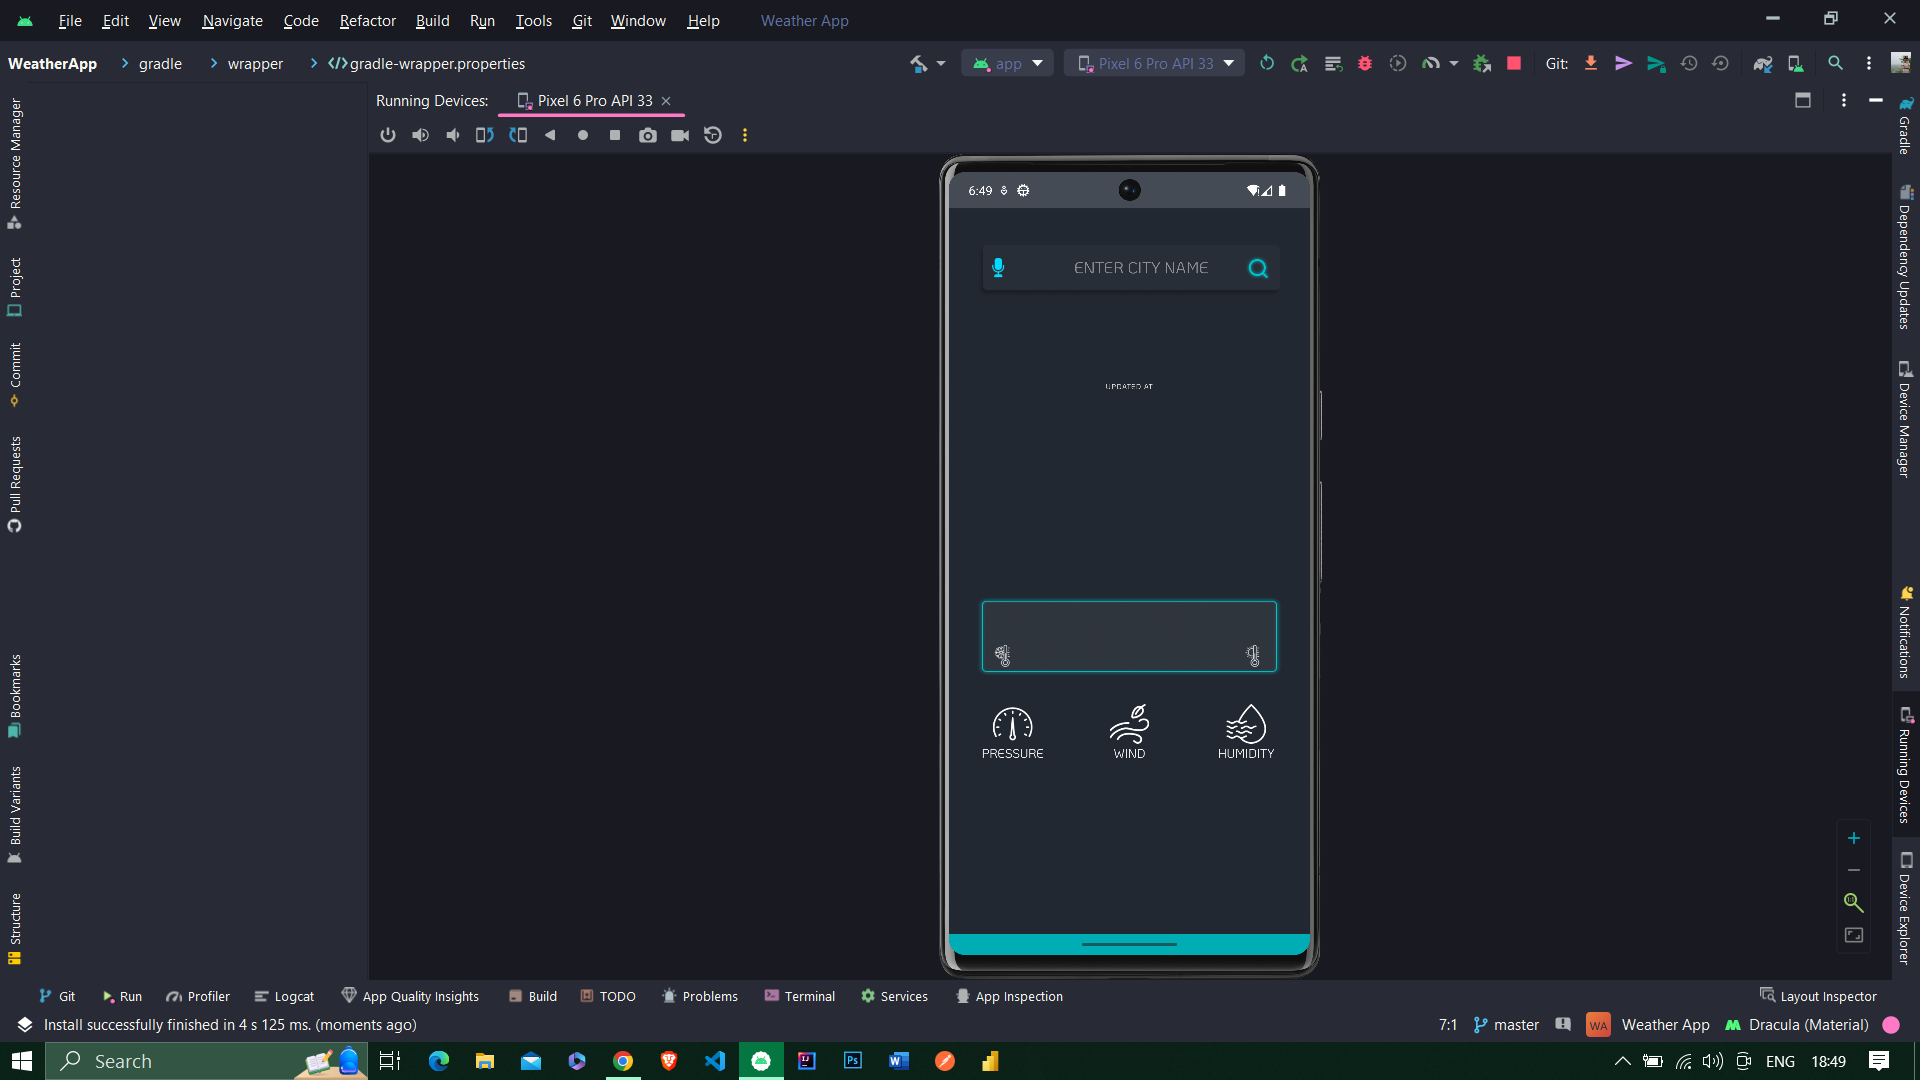 File Edit View Navigate Code Refactor Build Run Tools Git Window Help Weather App
WeatherApp gradle wrapper gradle-wrapper.properties app Pixel 6 Pro API 33 Git:
Running Devices: Pixel 6 Pro API 33
Resource Manager
Project
Commit
Pull Requests
Bookmarks
Build Variants
Structure
6:49
ENTER CITY NAME
UPDATED AT
PRESSURE WIND HUMIDITY
Gradle
Dependency Updates
Device Manager
Notifications
Running Devices
Device Explorer
Git Run Profiler Logcat App Quality Insights Build TODO Problems Terminal Services App Inspection Layout Inspector
Install successfully finished in 4 s 125 ms. (moments ago) 7:1 master WA Weather App Dracula (Material)
Search ENG 18:49